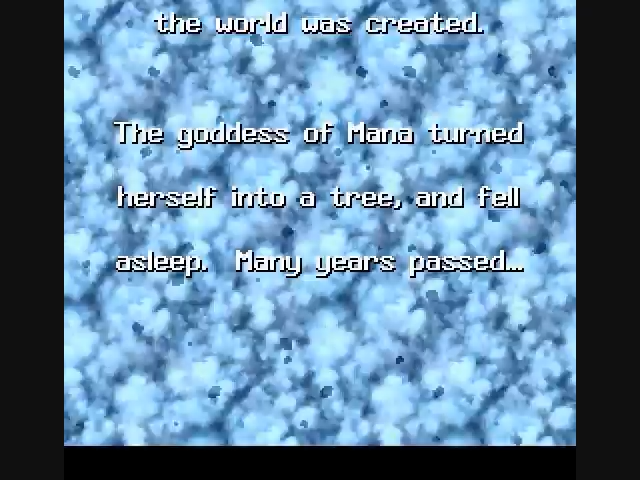 the world was created.
The goddess of Mana turned
herself into a tree, and fell
asleep.  Many years passed…